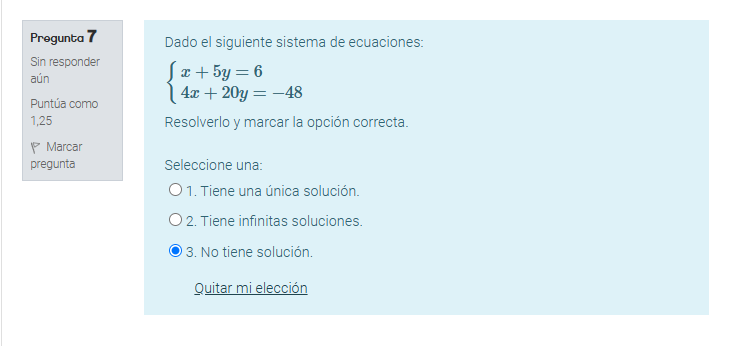 Pregunta 7
Sin responder
aún
Puntúa como
1,25
Marcar
pregunta
Dado el siguiente sistema de ecuaciones:
x + 5y = 6
4x + 20y = −48
Resolverlo y marcar la opción correcta.
Seleccione una:
1. Tiene una única solución.
2. Tiene infinitas soluciones.
3. No tiene solución.
Quitar mi elección